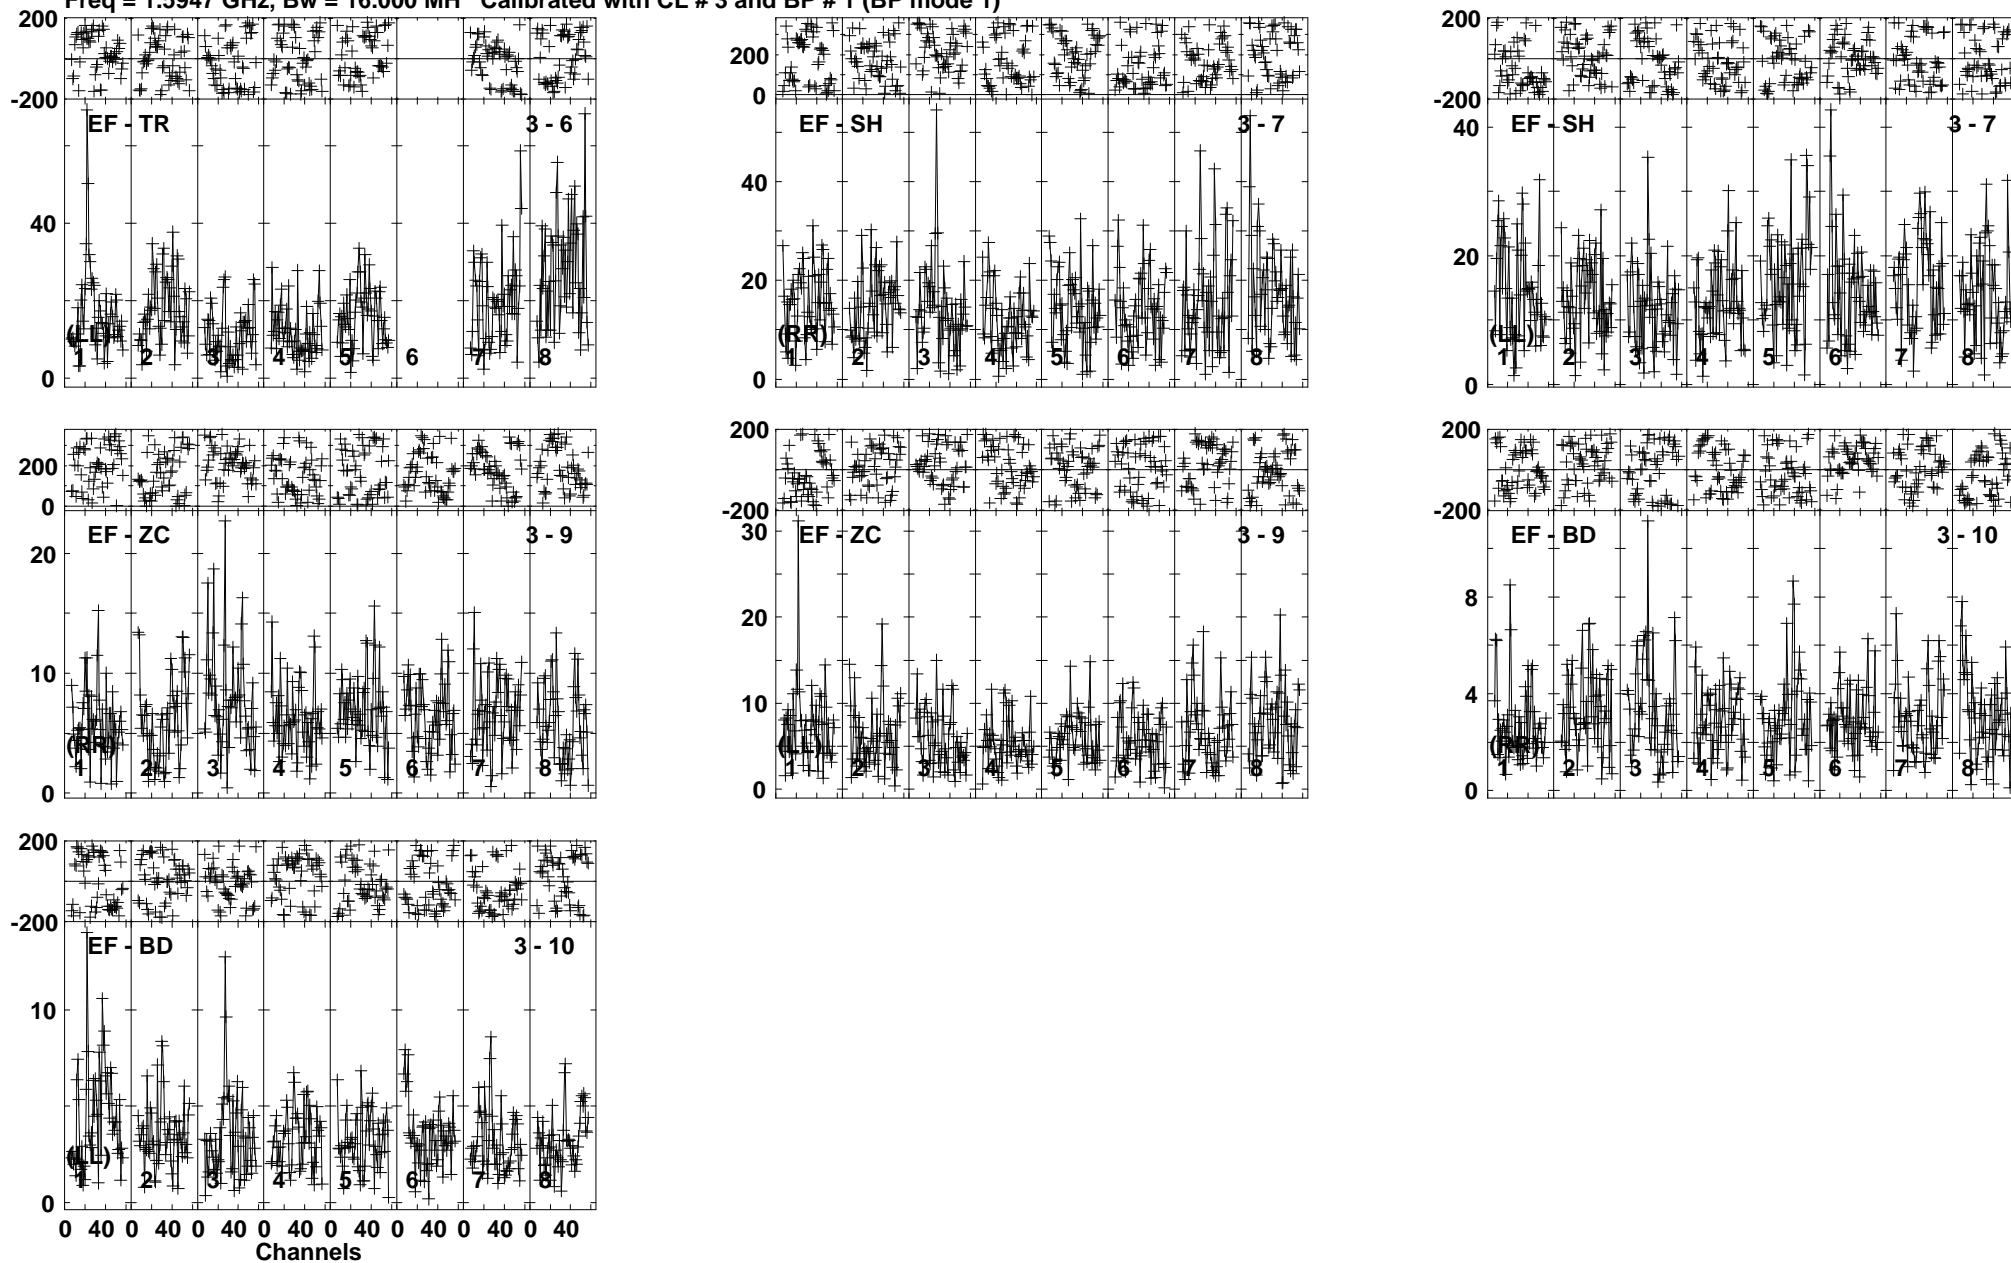 Freq = 1.5947 GHz, Bw = 16.000 MH Calibrated with CL # 3 and BP # 1 (BP mode 1)
200
-200
EF - TR 3 - 6
40
0
(LL)
1 2 3 4 5 6 7 8
200
0
EF - SH 3 - 7
40
20
0
(RR)
1 2 3 4 5 6 7 8
200
-200
EF - SH 3 - 7
40
20
0
(LL)
1 2 3 4 5 6 7 8
200
0
EF - ZC 3 - 9
20
10
0
(RR)
1 2 3 4 5 6 7 8
200
-200
EF - ZC 3 - 9
30
20
10
0
(LL)
1 2 3 4 5 6 7 8
200
-200
EF - BD 3 - 10
8
4
0
(RR)
1 2 3 4 5 6 7 8
200
-200
EF - BD 3 - 10
10
0
(LL)
1 2 3 4 5 6 7 8
0 40 0 40 0 40 0 40 0 40 0 40 0 40 0 40
Channels